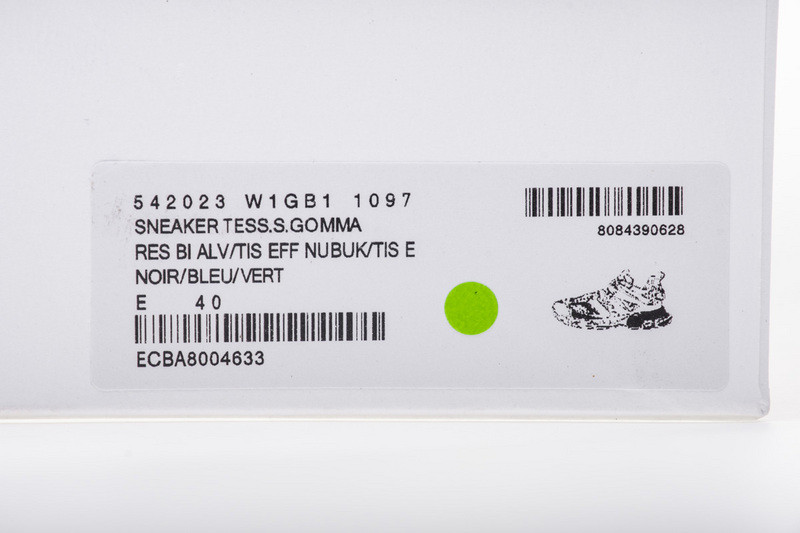 542023 W1GB1 1097
SNEAKER TESS.S.GOMMA
RES BI ALV/TIS EFF NUBUK/TIS E
NOIR/BLEU/VERT
E 40
ECBA8004633
8084390628